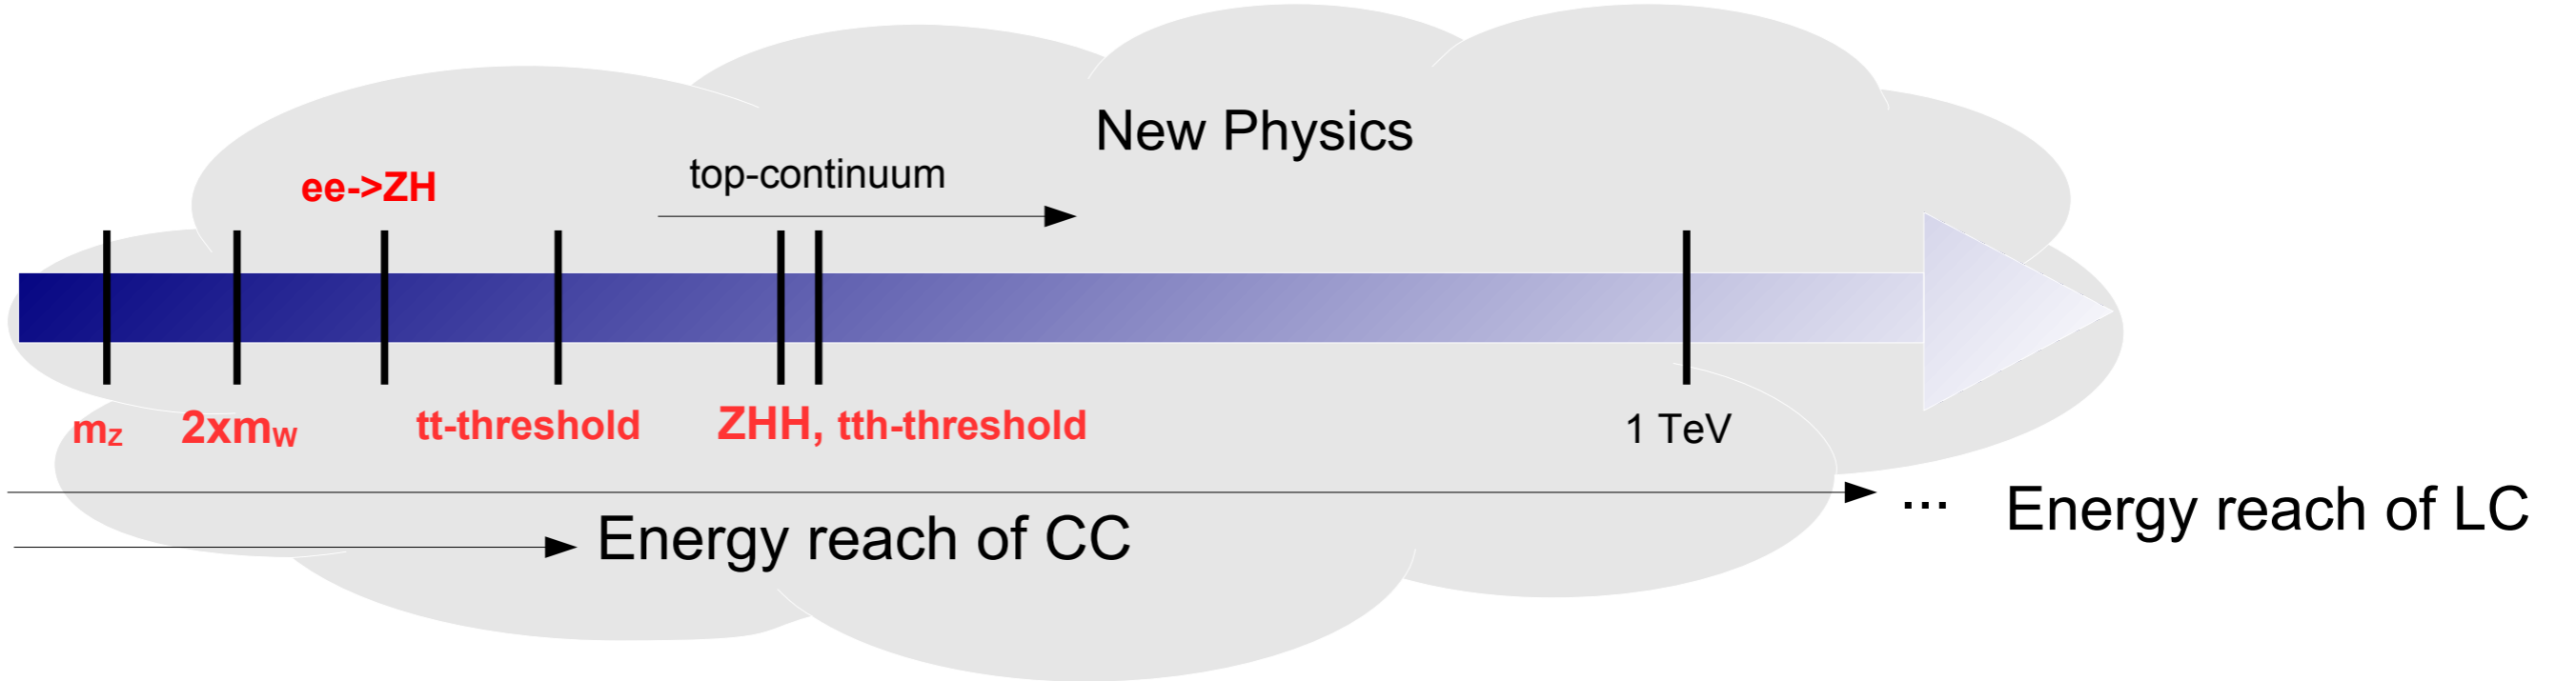 New Physics
ee->ZH
top-continuum
mz
2xmw
tt-threshold
ZHH, tth-threshold
1 TeV
... Energy reach of LC
Energy reach of CC